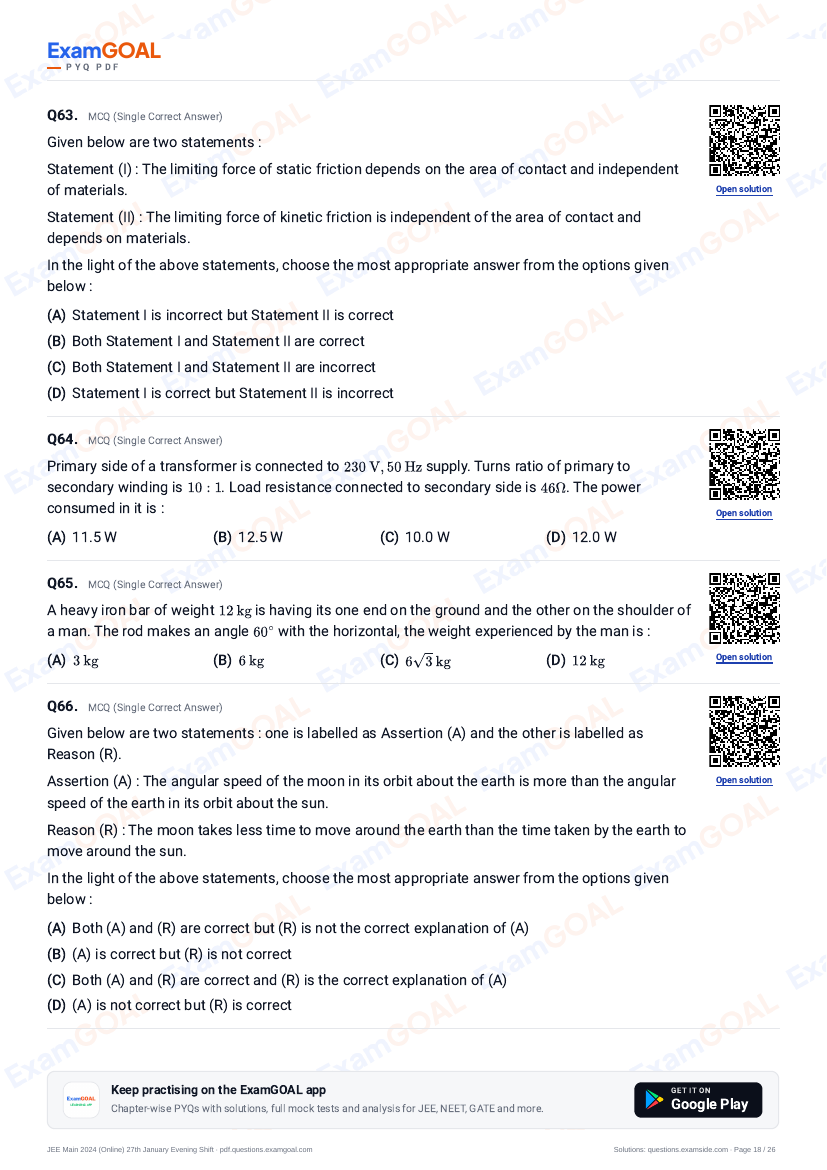 ExamGOAL
PYQ PDF
Q63. MCQ (Single Correct Answer)
Given below are two statements :
Statement (I) : The limiting force of static friction depends on the area of contact and independent
of materials.
Statement (II) : The limiting force of kinetic friction is independent of the area of contact and
depends on materials.
In the light of the above statements, choose the most appropriate answer from the options given
below :
(A) Statement I is incorrect but Statement II is correct
(B) Both Statement I and Statement II are correct
(C) Both Statement I and Statement II are incorrect
(D) Statement I is correct but Statement II is incorrect
Open solution
Q64. MCQ (Single Correct Answer)
Primary side of a transformer is connected to 230 V, 50 Hz supply. Turns ratio of primary to
secondary winding is 10 : 1. Load resistance connected to secondary side is 46Ω. The power
consumed in it is :
(A) 11.5 W (B) 12.5 W (C) 10.0 W (D) 12.0 W
Open solution
Q65. MCQ (Single Correct Answer)
A heavy iron bar of weight 12 kg is having its one end on the ground and the other on the shoulder of
a man. The rod makes an angle 60° with the horizontal, the weight experienced by the man is :
(A) 3 kg (B) 6 kg (C) 6√3 kg (D) 12 kg
Open solution
Q66. MCQ (Single Correct Answer)
Given below are two statements : one is labelled as Assertion (A) and the other is labelled as
Reason (R).
Assertion (A) : The angular speed of the moon in its orbit about the earth is more than the angular
speed of the earth in its orbit about the sun.
Reason (R) : The moon takes less time to move around the earth than the time taken by the earth to
move around the sun.
In the light of the above statements, choose the most appropriate answer from the options given
below :
(A) Both (A) and (R) are correct but (R) is not the correct explanation of (A)
(B) (A) is correct but (R) is not correct
(C) Both (A) and (R) are correct and (R) is the correct explanation of (A)
(D) (A) is not correct but (R) is correct
Open solution
ExamGOAL
Keep practising on the ExamGOAL app
Chapter-wise PYQs with solutions, full mock tests and analysis for JEE, NEET, GATE and more.
GET IT ON
Google Play
JEE Main 2024 (Online) 27th January Evening Shift · pdf.questions.examgoal.com
Solutions: questions.examside.com · Page 18 / 26